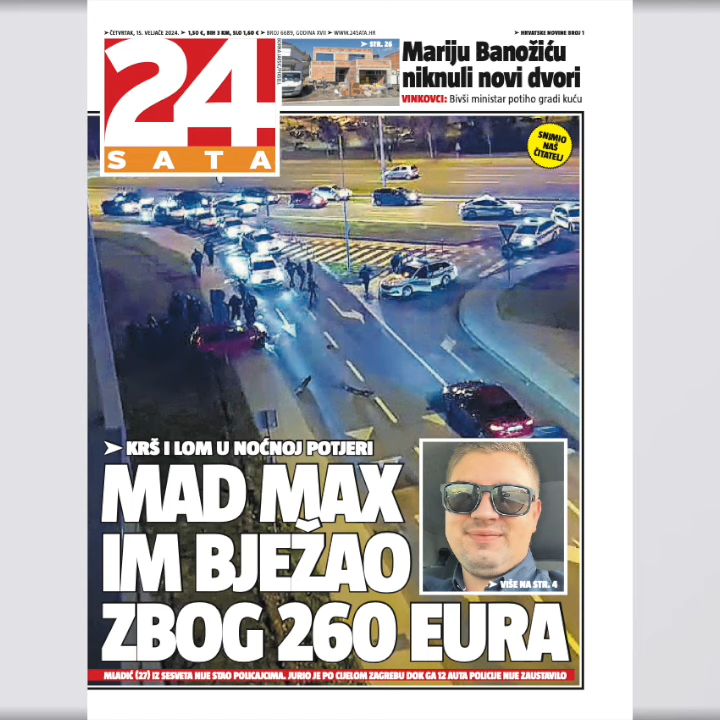 ➤ ČETVRTAK, 15. VELJAČE 2024. ➤ 1,50 €, BIH 3 KM, SLO 1,60 € ➤ BROJ 6689, GODINA XVII ➤ WWW.24SATA.HR
➤ HRVATSKE NOVINE BROJ 1
24
SATA
➤ STR. 26
Mariju Banožiću
niknuli novi dvori
VINKOVCI: Bivši ministar potiho gradi kuću
SNIMIO
NAŠ
ČITATELJ
➤ KRŠ I LOM U NOĆNOJ POTJERI
MAD MAX
IM BJEŽAO
ZBOG 260 EURA
➤ VIŠE NA STR. 4
MLADIĆ (27) IZ SESVETA NIJE STAO POLICAJCIMA. JURIO JE PO CIJELOM ZAGREBU DOK GA 12 AUTA POLICIJE NIJE ZAUSTAVILO